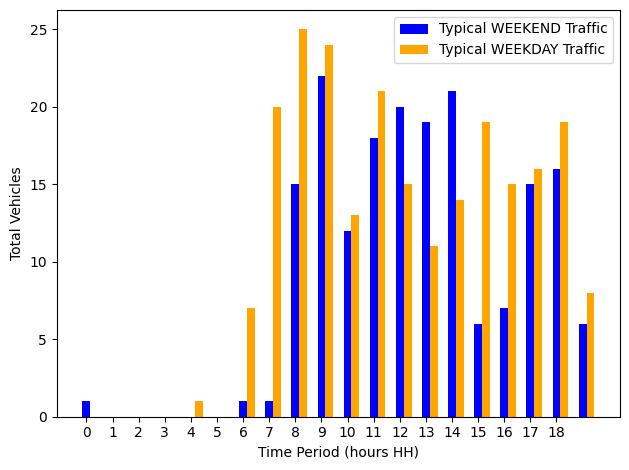 Typical WEEKEND Traffic
Typical WEEKDAY Traffic
Total Vehicles
25
20
15
10
5
0
0 1 2 3 4 5 6 7 8 9 10 11 12 13 14 15 16 17 18
Time Period (hours HH)